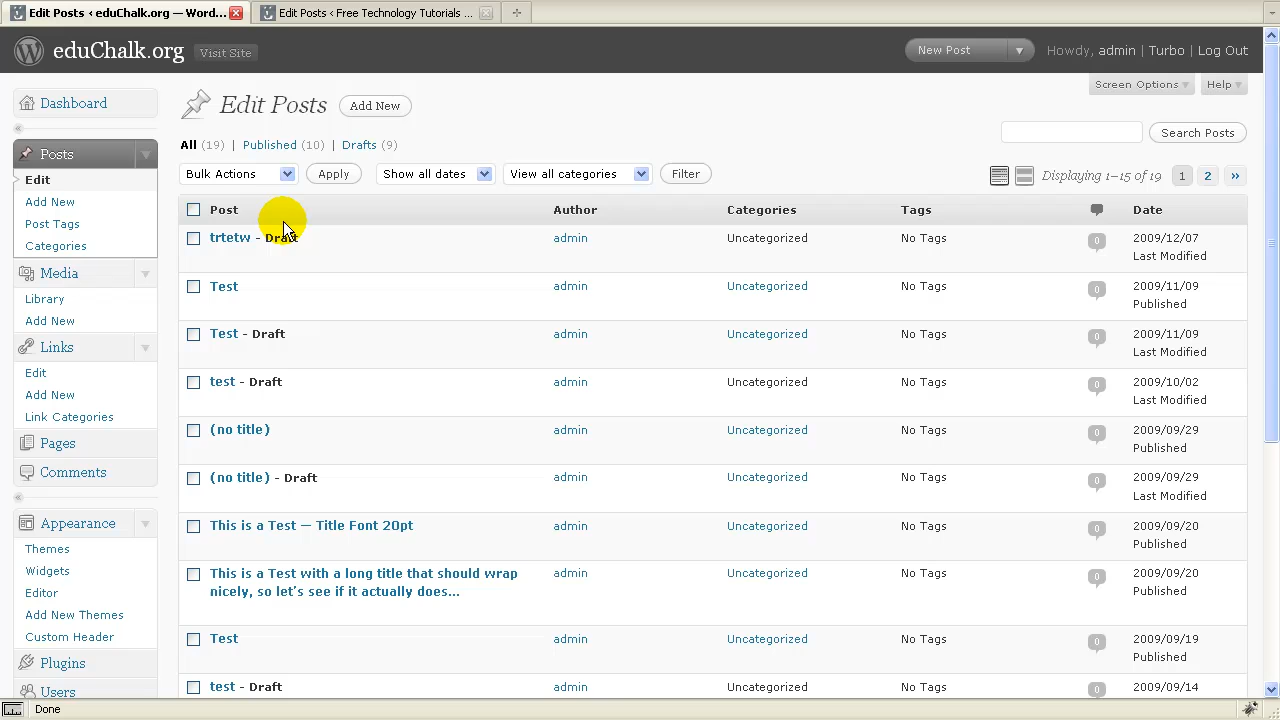 Edit Posts ‹ eduChalk.org — Word...
Edit Posts ‹ Free Technology Tutorials ...
eduChalk.org
Visit Site
New Post
Howdy, admin | Turbo | Log Out
Screen Options
Help
Dashboard
Posts
Edit
Add New
Post Tags
Categories
Media
Library
Add New
Links
Edit
Add New
Link Categories
Pages
Comments
Appearance
Themes
Widgets
Editor
Add New Themes
Custom Header
Plugins
Users
Edit Posts
Add New
All (19) | Published (10) | Drafts (9)
Search Posts
Bulk Actions
Apply
Show all dates
View all categories
Filter
Displaying 1–15 of 19
1
2
»
Post Author Categories Tags Date
trtetw - Draft admin Uncategorized No Tags 0 2009/12/07
Last Modified
Test admin Uncategorized No Tags 0 2009/11/09
Published
Test - Draft admin Uncategorized No Tags 0 2009/11/09
Last Modified
test - Draft admin Uncategorized No Tags 0 2009/10/02
Last Modified
(no title) admin Uncategorized No Tags 0 2009/09/29
Published
(no title) - Draft admin Uncategorized No Tags 0 2009/09/29
Last Modified
This is a Test — Title Font 20pt admin Uncategorized No Tags 0 2009/09/20
Published
This is a Test with a long title that should wrap admin Uncategorized No Tags 0 2009/09/20
nicely, so let's see if it actually does... Published
Test admin Uncategorized No Tags 0 2009/09/19
Published
test - Draft admin Uncategorized No Tags 0 2009/09/14
Done